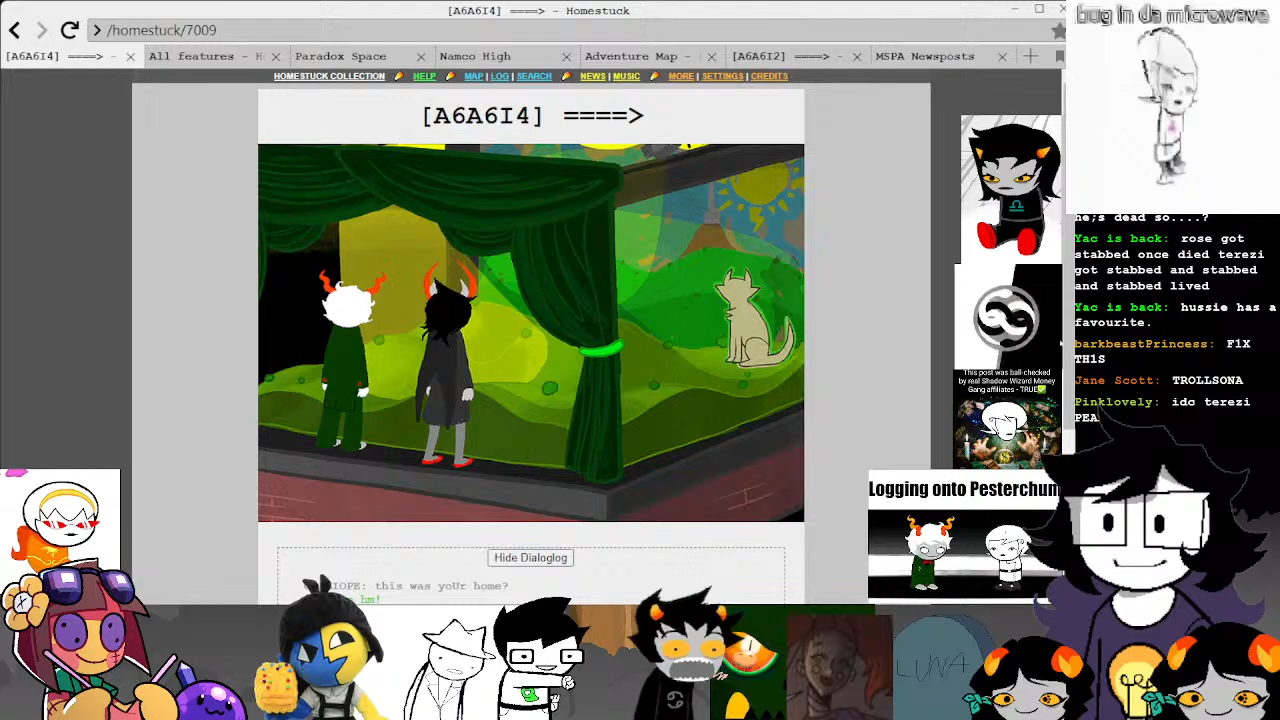 [A6A6I4] ====> - Homestuck
bug in da microwave
/homestuck/7009
[A6A6I4] ====> -
All features - H
Paradox Space
Namco High
Adventure Map -
[A6A6I2] ====> -
MSPA Newsposts
HOMESTUCK COLLECTION HELP MAP | LOG | SEARCH NEWS | MUSIC MORE | SETTINGS | CREDITS
[A6A6I4] ====>
he;s dead so....?
Yac is back: rose got
stabbed once died terezi
got stabbed and stabbed
and stabbed lived
Yac is back: hussie has a
favourite.
barkbeastPrincess: F1X
TH1S
Jane Scott: TROLLSONA
Pinklovely: idc terezi
PEA
This post was ball-checked
by real Shadow Wizard Money
Gang affiliates - TRUE✅
Logging onto Pesterchum
Hide Dialoglog
IOPE: this was yoUr home?
hm!
LUNA